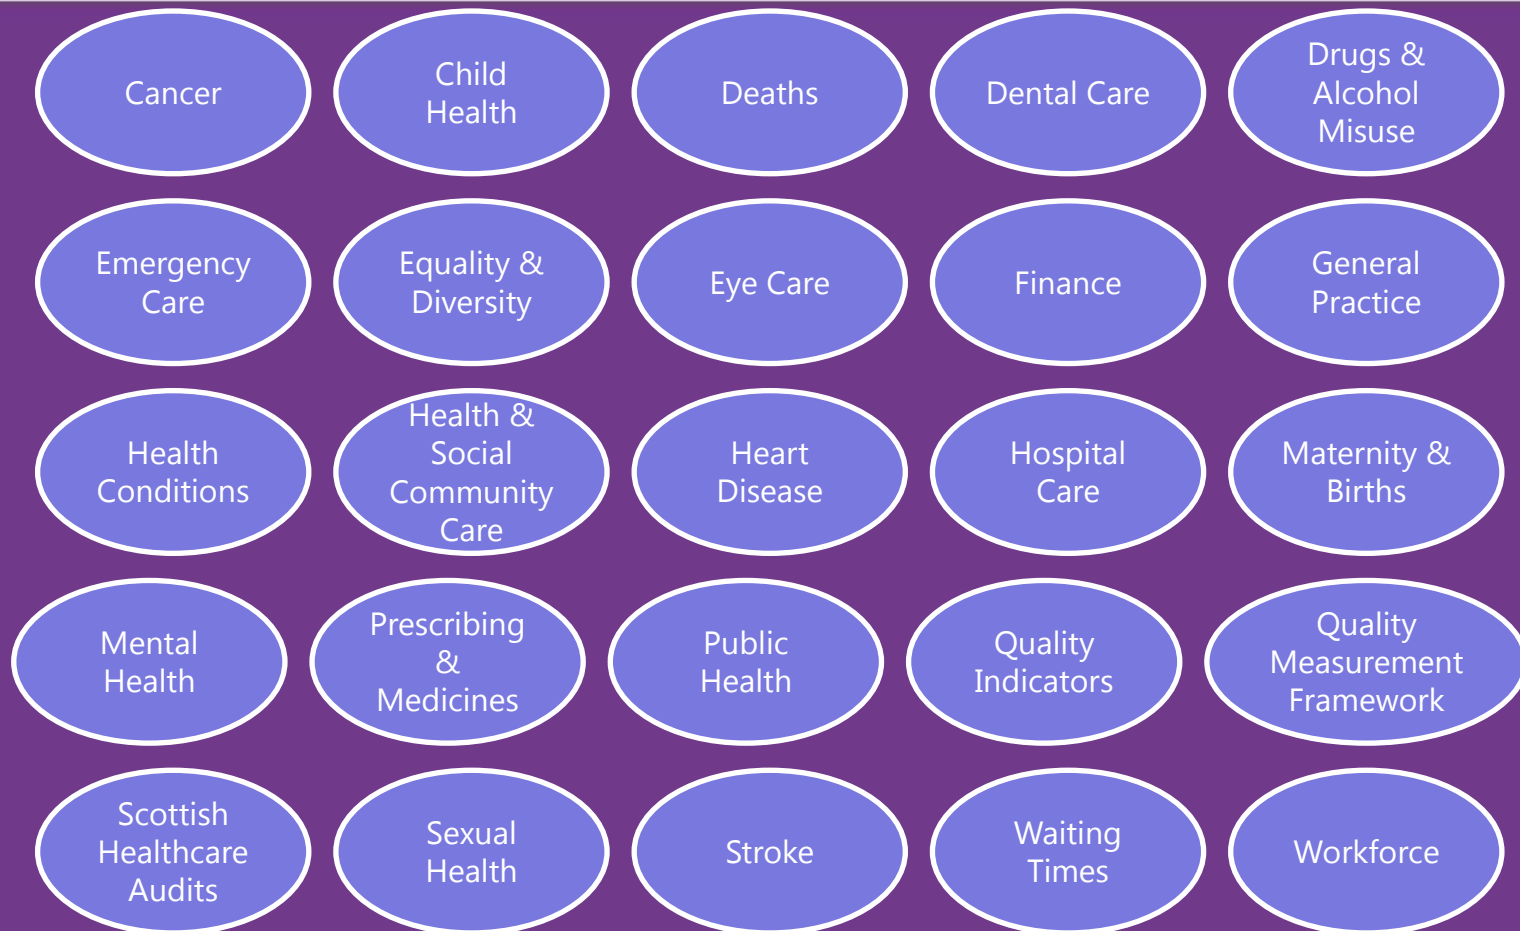 Cancer
Child
Health
Deaths
Dental Care
Drugs &
Alcohol
Misuse
Emergency
Care
Equality &
Diversity
Eye Care
Finance
General
Practice
Health
Conditions
Health &
Social
Community
Care
Heart
Disease
Hospital
Care
Maternity &
Births
Mental
Health
Prescribing
&
Medicines
Public
Health
Quality
Indicators
Quality
Measurement
Framework
Scottish
Healthcare
Audits
Sexual
Health
Stroke
Waiting
Times
Workforce